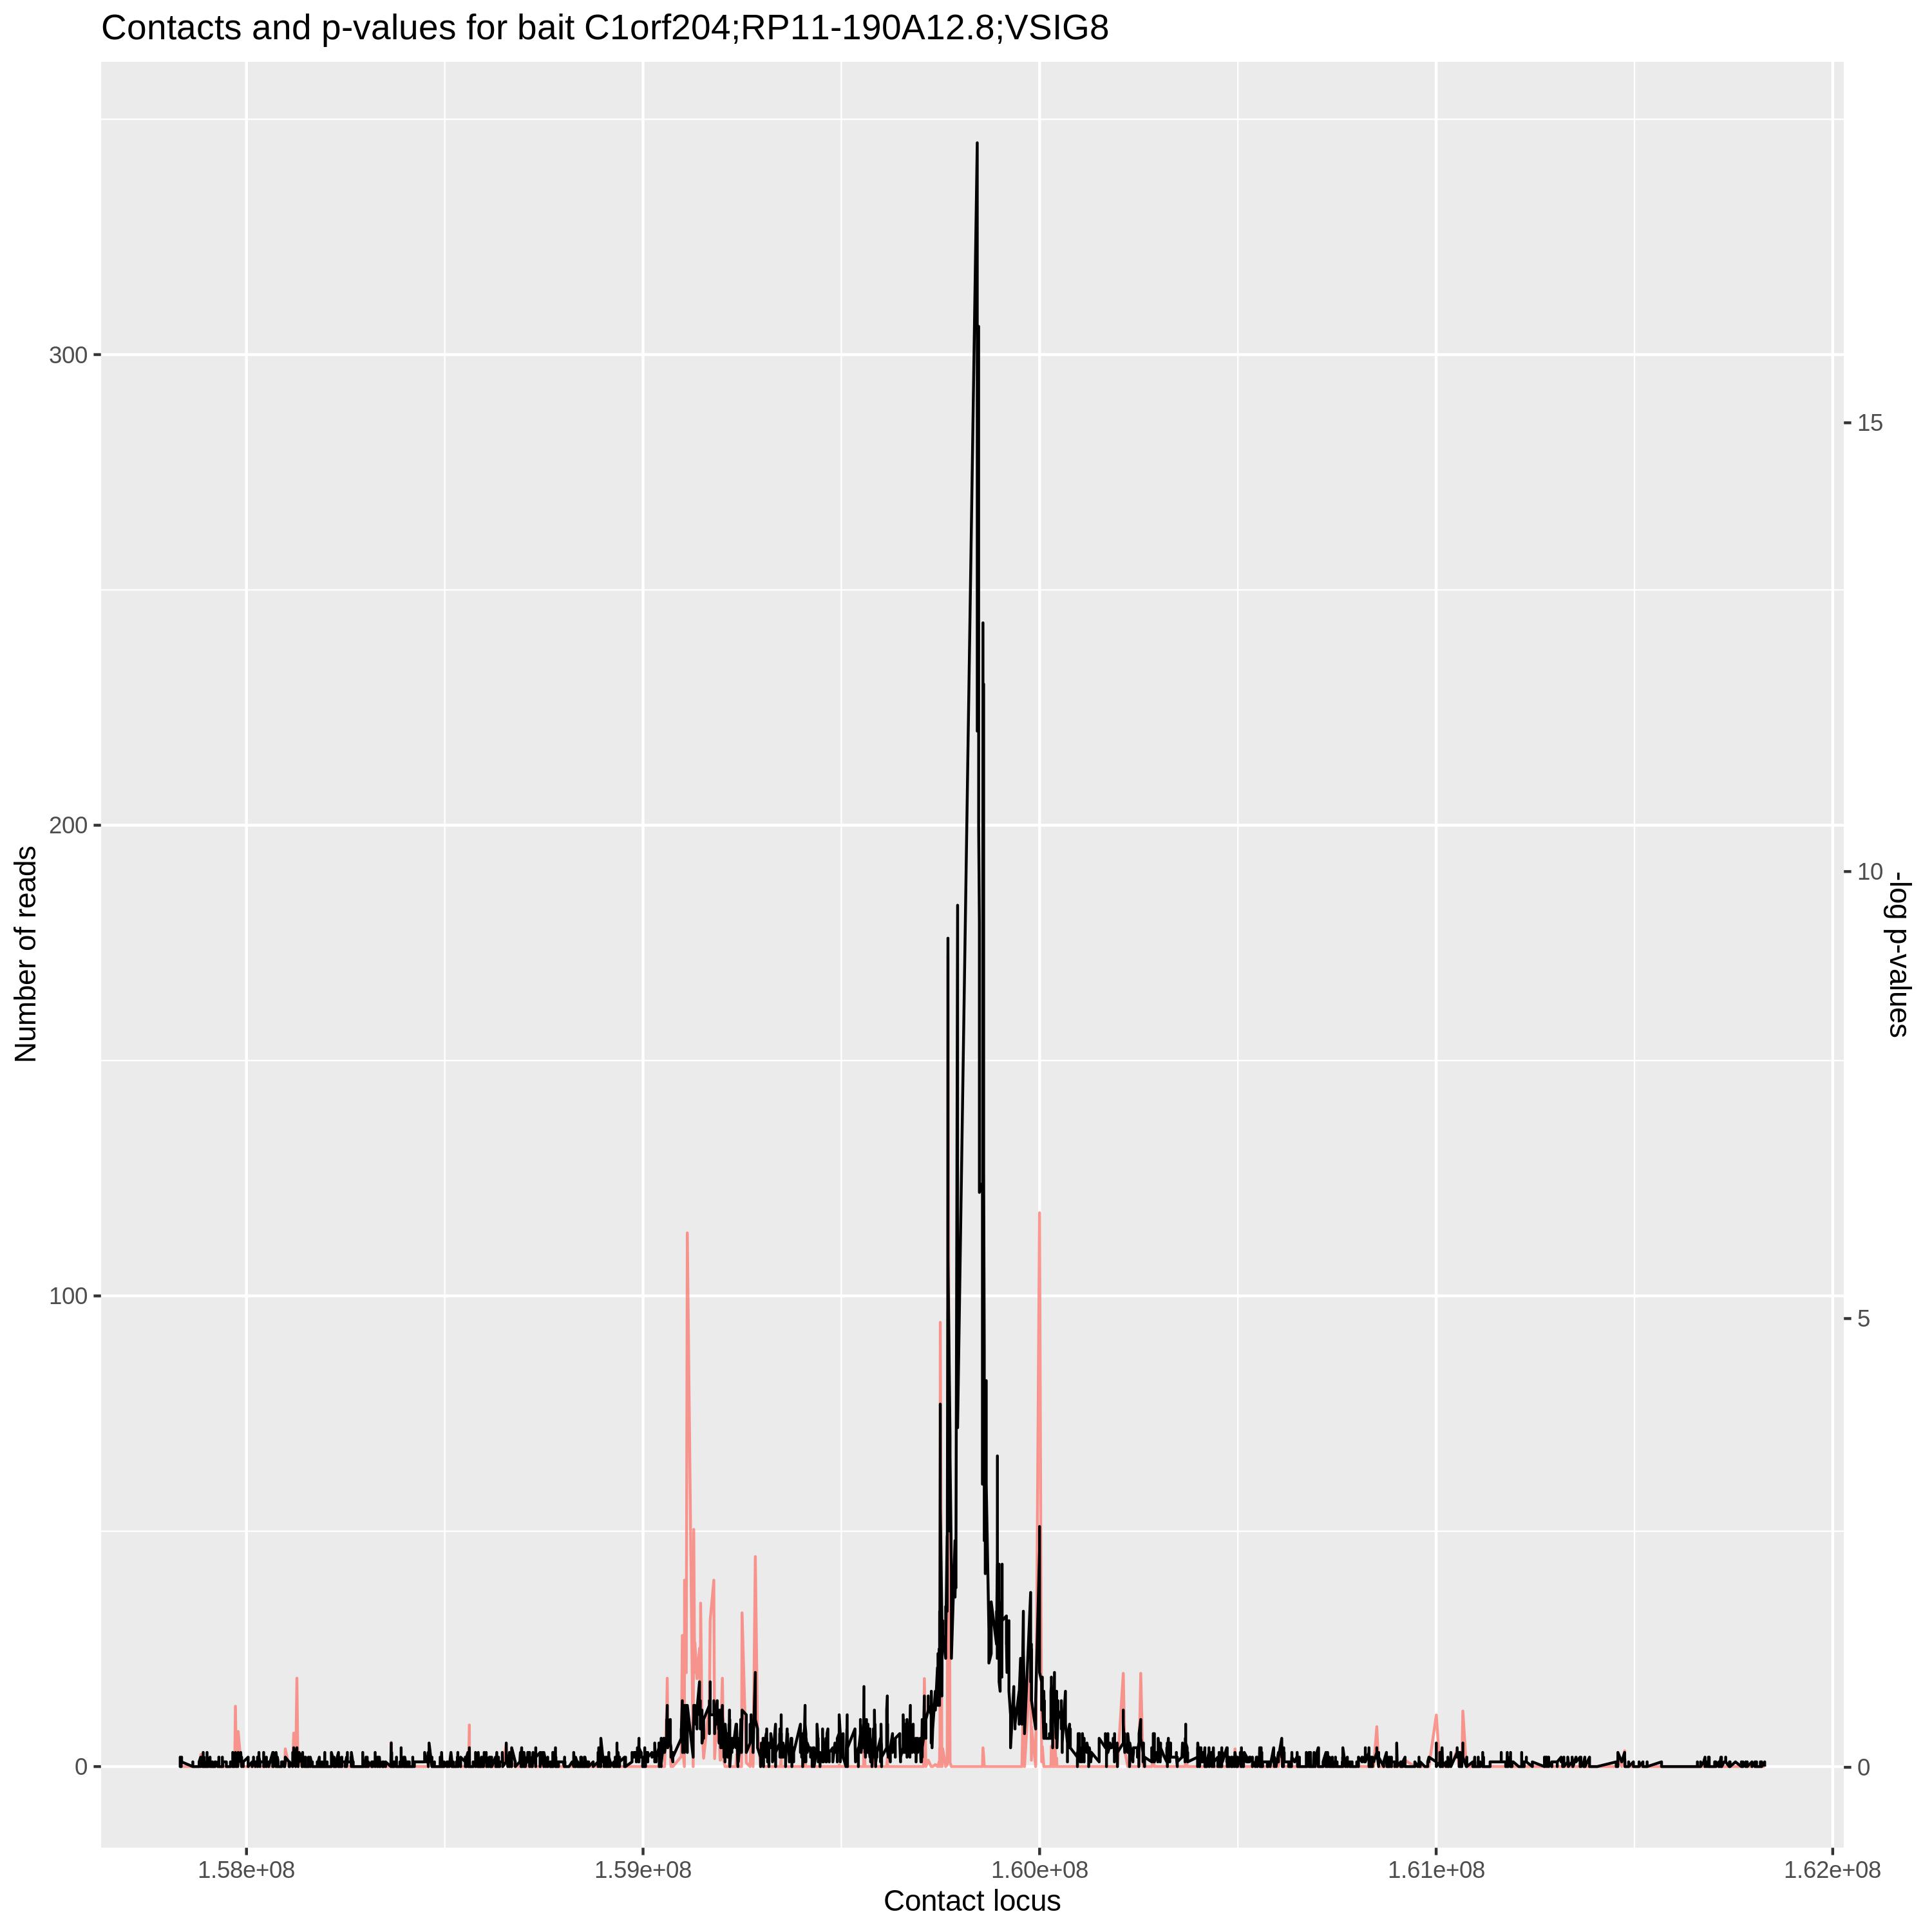 Contacts and p-values for bait C1orf204;RP11-190A12.8;VSIG8
300
200
100
0
Number of reads
15
10
5
0
-log p-values
1.58e+08
1.59e+08
1.60e+08
1.61e+08
1.62e+08
Contact locus